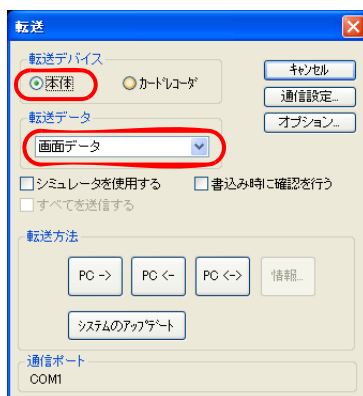 転送
転送デバイス
本体 カードレコーダ
キャンセル
通信設定...
オプション...
転送データ
画面データ
シミュレータを使用する 書込み時に確認を行う
すべてを送信する
転送方法
PC -> PC <- PC <-> 情報...
システムのアップデート
通信ポート
COM1